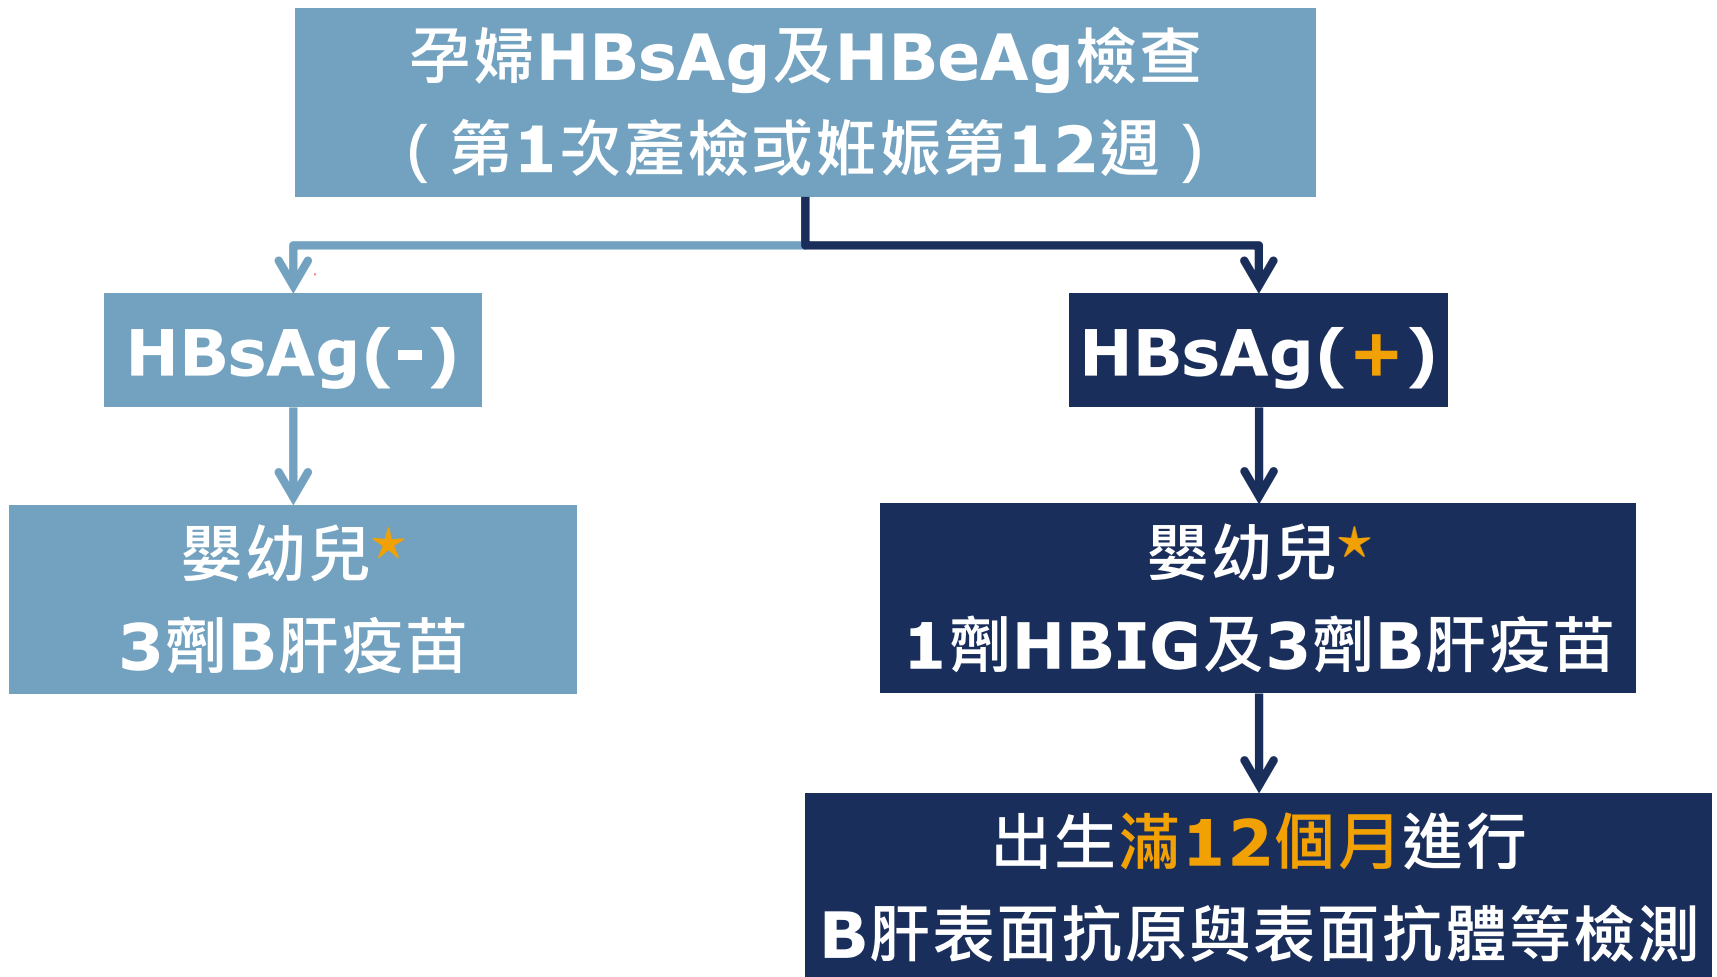 孕婦HBsAg及HBeAg檢查
（第1次產檢或妊娠第12週）
HBsAg(-)
HBsAg(+)
嬰幼兒★
3劑B肝疫苗
嬰幼兒★
1劑HBIG及3劑B肝疫苗
出生滿12個月進行
B肝表面抗原與表面抗體等檢測